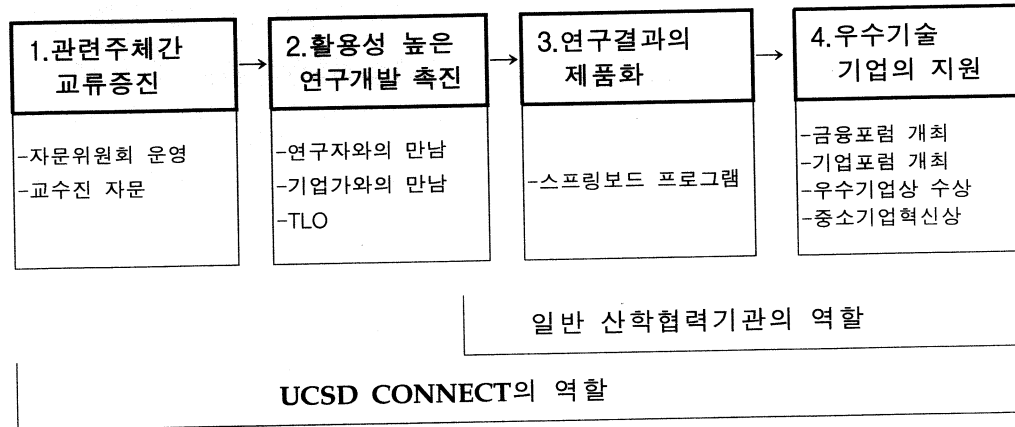 1.관련주체간
교류증진
2.활용성 높은
연구개발 촉진
3.연구결과의
제품화
4.우수기술
기업의 지원
-자문위원회 운영
-교수진 자문
-연구자와의 만남
-기업가와의 만남
-TLO
-스프링보드 프로그램
-금융포럼 개최
-기업포럼 개최
-우수기업상 수상
-중소기업혁신상
일반 산학협력기관의 역할
UCSD CONNECT의 역할